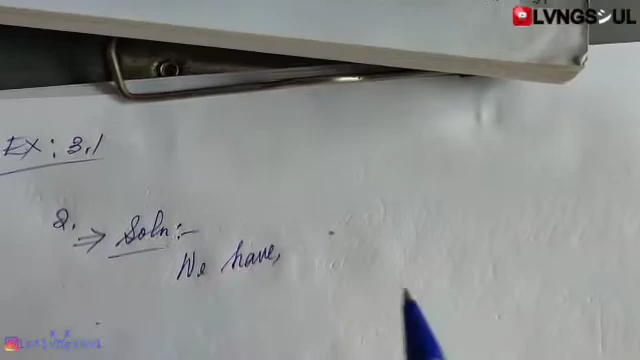 LVNGSOUL
Ex: 3.1
2. ⇒ Soln:-
We have,